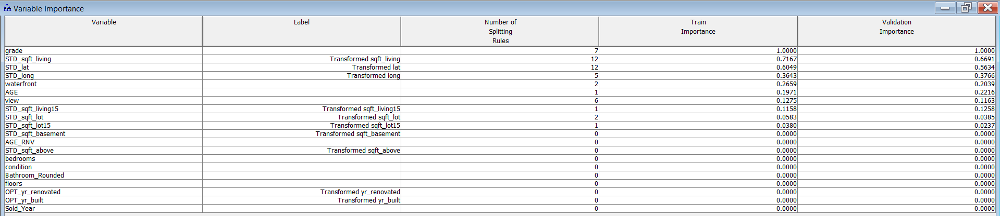 Variable Importance
Variable Label Number of Splitting Rules Train Importance Validation Importance
grade 7 1.0000 1.0000
STD_sqft_living Transformed sqft_living 12 0.7167 0.6691
STD_lat Transformed lat 12 0.6049 0.5634
STD_long Transformed long 5 0.3643 0.3766
waterfront 2 0.2659 0.2039
AGE 1 0.1971 0.2216
view 6 0.1275 0.1163
STD_sqft_living15 Transformed sqft_living15 1 0.1158 0.1258
STD_sqft_lot Transformed sqft_lot 2 0.0583 0.0385
STD_sqft_lot15 Transformed sqft_lot15 1 0.0380 0.0237
STD_sqft_basement Transformed sqft_basement 0 0.0000 0.0000
AGE_RNV 0 0.0000 0.0000
STD_sqft_above Transformed sqft_above 0 0.0000 0.0000
bedrooms 0 0.0000 0.0000
condition 0 0.0000 0.0000
Bathroom_Rounded 0 0.0000 0.0000
floors 0 0.0000 0.0000
OPT_yr_renovated Transformed yr_renovated 0 0.0000 0.0000
OPT_yr_built Transformed yr_built 0 0.0000 0.0000
Sold_Year 0 0.0000 0.0000